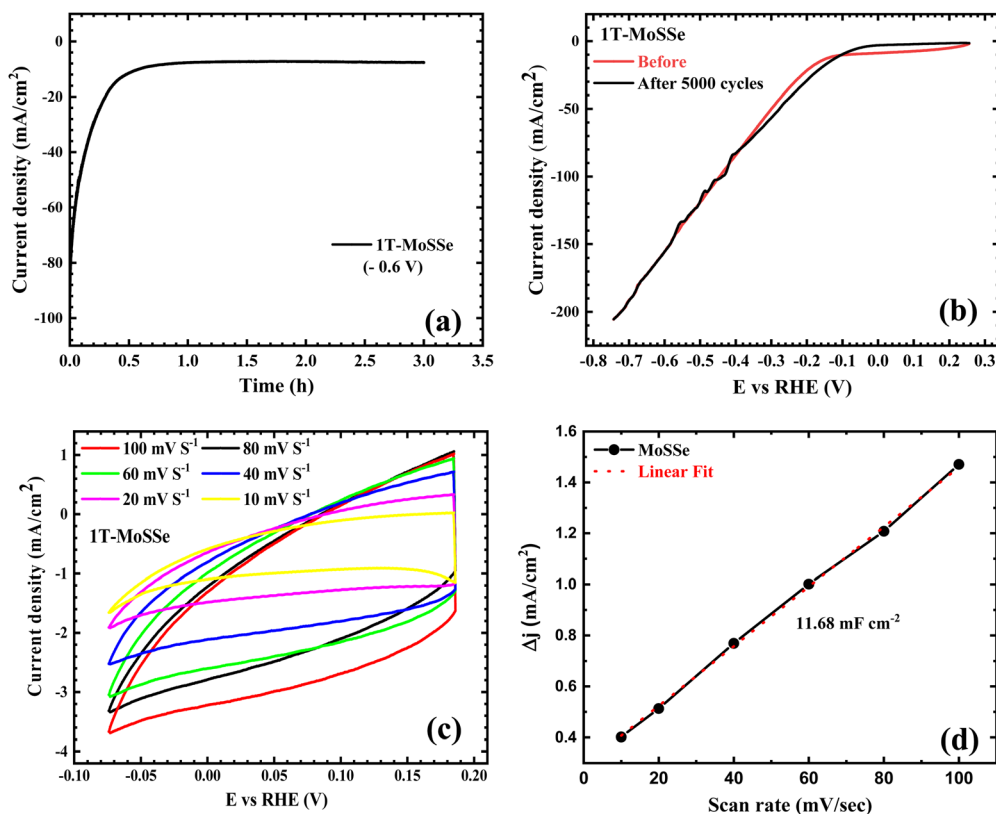 (a)
Current density (mA/cm²)
0
-20
-40
-60
-80
-100
1T-MoSSe
(- 0.6 V)
0.0 0.5 1.0 1.5 2.0 2.5 3.0 3.5
Time (h)
1T-MoSSe
Before
After 5000 cycles
(b)
Current density (mA/cm²)
0
-50
-100
-150
-200
-0.8 -0.7 -0.6 -0.5 -0.4 -0.3 -0.2 -0.1 0.0 0.1 0.2 0.3
E vs RHE (V)
100 mV S⁻¹ 80 mV S⁻¹
60 mV S⁻¹ 40 mV S⁻¹
20 mV S⁻¹ 10 mV S⁻¹
1T-MoSSe
(c)
Current density (mA/cm²)
1
0
-1
-2
-3
-4
-0.10 -0.05 0.00 0.05 0.10 0.15 0.20
E vs RHE (V)
MoSSe
Linear Fit
11.68 mF cm⁻²
(d)
Δj (mA/cm²)
1.6
1.4
1.2
1.0
0.8
0.6
0.4
20 40 60 80 100
Scan rate (mV/sec)